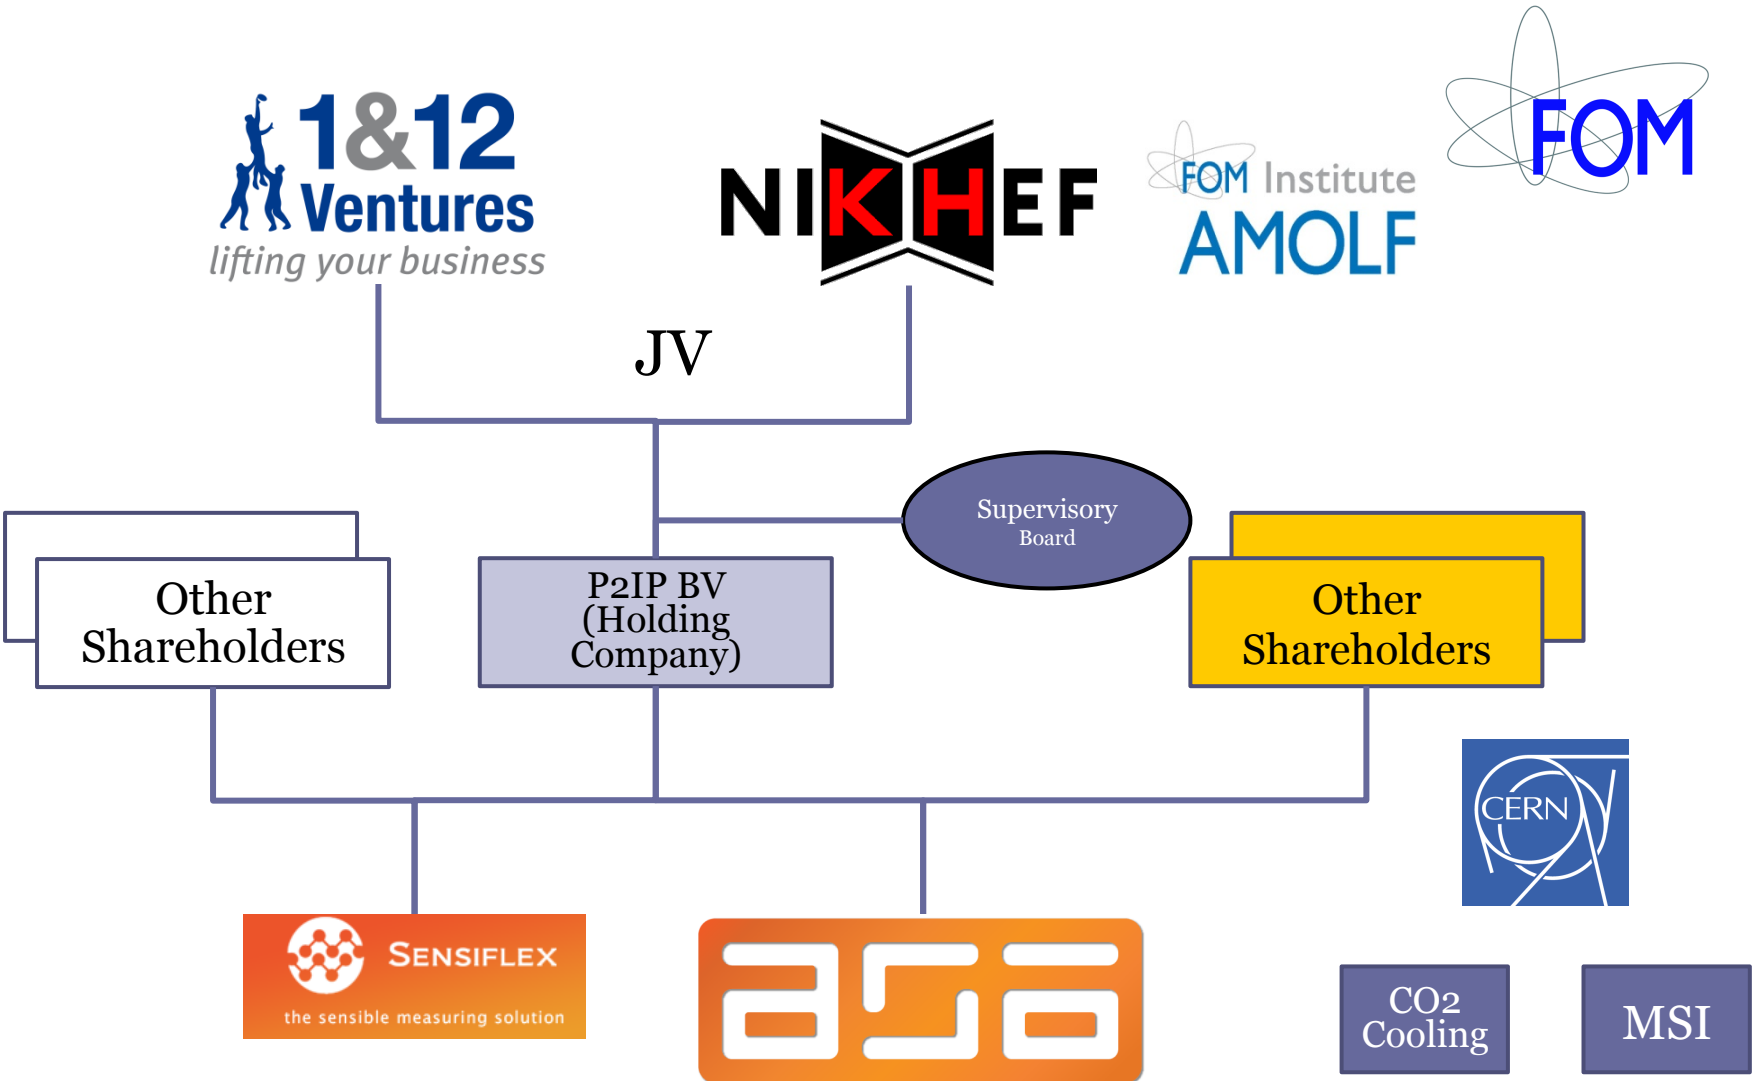 1&12
Ventures
lifting your business
NIKHEF
FOM Institute
AMOLF
FOM
JV
Supervisory
Board
Other
Shareholders
P2IP BV
(Holding
Company)
Other
Shareholders
CERN
SENSIFLEX
the sensible measuring solution
asa
CO2
Cooling
MSI